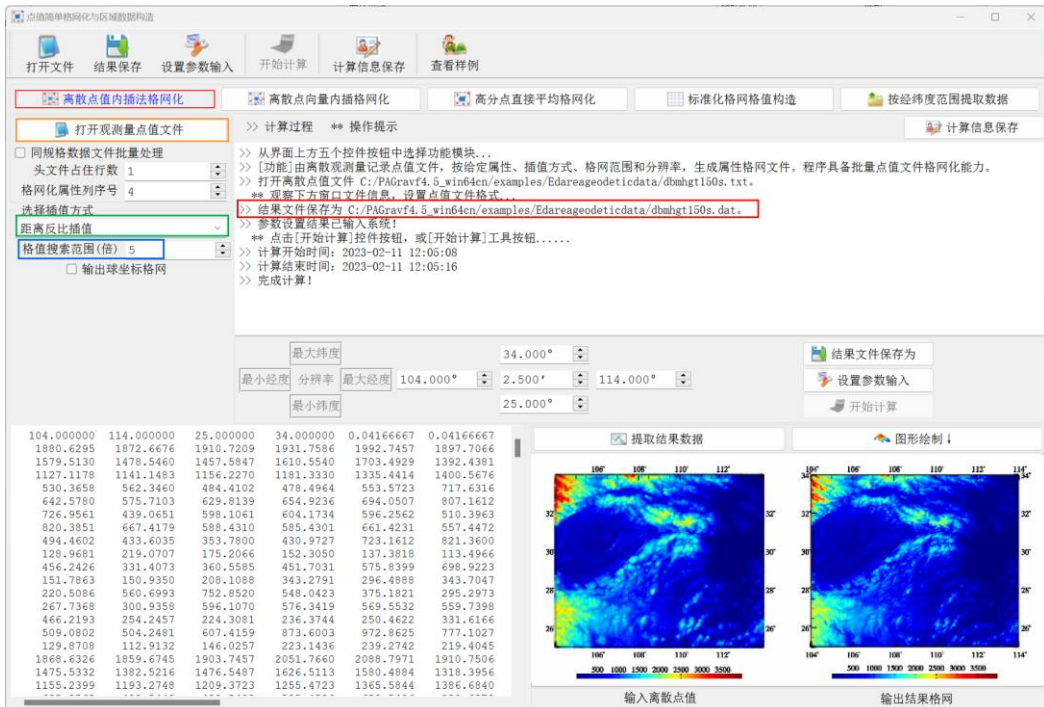 点值简单格网化与区域数据构造
打开文件 结果保存 设置参数输入 开始计算 计算信息保存 查看样例
离散点值内插法格网化 离散点向量内插格网化 高分点直接平均格网化 标准化格网格值构造 按经纬度范围提取数据
打开观测量点值文件 >> 计算过程 ** 操作提示 计算信息保存
同规格数据文件批量处理
头文件占住行数 1
格网化属性列序号 4
选择插值方式
距离反比插值
格值搜索范围(倍) 5
输出球坐标格网
>> 从界面上方五个控件按钮中选择功能模块...
>> [功能]由离散观测量记录点值文件，按给定属性、插值方式、格网范围和分辨率，生成属性格网文件。程序具备批量点值文件格网化能力。
>> 打开离散点值文件 C:/PAGravf4.5_win64cn/examples/Edareageodeticdata/dbmhgt150s.txt。
** 观察下方窗口文件信息，设置点值文件格式...
>> 结果文件保存为 C:/PAGravf4.5_win64cn/examples/Edareageodeticdata/dbmhgt150s.dat。
>> 参数设置结果已输入系统!
** 点击[开始计算]控件按钮，或[开始计算]工具按钮......
>> 计算开始时间: 2023-02-11 12:05:08
>> 计算结束时间: 2023-02-11 12:05:16
>> 完成计算!
最大纬度 34.000° 结果文件保存为
最小经度 分辨率 最大经度 104.000° 2.500′ 114.000° 设置参数输入
最小纬度 25.000° 开始计算
104.000000 114.000000 25.000000 34.000000 0.04166667 0.04166667
1880.6295 1872.6676 1910.7209 1931.7586 1992.7457 1897.7066
1579.5130 1478.5460 1457.5847 1610.5540 1703.4929 1392.4381
1127.1178 1141.1483 1156.2270 1181.3330 1335.4414 1400.5676
530.3658 562.3460 484.4102 478.4964 553.5723 717.6316
642.5780 575.7103 629.8139 654.9236 694.0507 807.1612
726.9561 439.0651 598.1061 604.1734 596.2562 510.3963
820.3851 667.4179 588.4310 585.4301 661.4231 557.4472
494.4602 433.6035 353.7800 430.9727 723.1612 821.3600
128.9681 219.0707 175.2066 152.3050 137.3818 113.4966
456.2426 331.4073 360.5585 451.7031 575.8399 698.9223
151.7863 150.9350 208.1088 343.2791 296.4888 343.7047
220.5086 560.6993 752.8520 548.0423 375.1821 295.2973
267.7368 300.9358 596.1070 576.3419 569.5532 559.7398
466.2193 254.2457 224.3081 236.3744 250.4622 331.6166
509.0802 504.2481 607.4159 873.6003 972.8625 777.1027
129.8708 112.9132 146.0257 223.1436 239.2742 219.4045
1868.6326 1859.6745 1903.7457 2051.7660 2088.7971 1910.7506
1475.5332 1382.5216 1476.5487 1626.5113 1580.4884 1318.3956
1155.2399 1193.2748 1209.3723 1255.4723 1365.5844 1386.6840
提取结果数据 图形绘制↓
106° 108° 110° 112°
32°
30°
28°
26°
106° 108° 110° 112°
500 1000 1500 2000 2500 3000 3500
输入离散点值
104° 106° 108° 110° 112° 114°
34°
32°
30°
28°
26°
106° 108° 110° 112°
500 1000 1500 2000 2500 3000 3500
输出结果格网